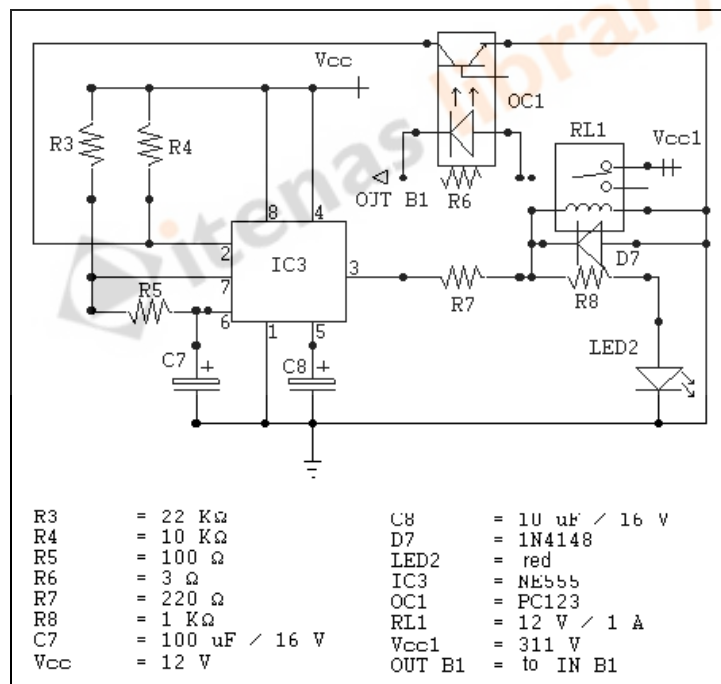 itenas library
Vcc
OC1
RL1
Vcc1
R3
R4
R6
OUT B1
8
4
2
IC3
3
D7
R5
7
R7
R8
6
1
5
C7
+
C8
+
LED2
R3 = 22 KΩ
R4 = 10 KΩ
R5 = 100 Ω
R6 = 3 Ω
R7 = 220 Ω
R8 = 1 KΩ
C7 = 100 uF / 16 V
Vcc = 12 V
C8 = 10 uF / 16 V
D7 = 1N4148
LED2 = red
IC3 = NE555
OC1 = PC123
RL1 = 12 V / 1 A
Vcc1 = 311 V
OUT B1 = to IN B1